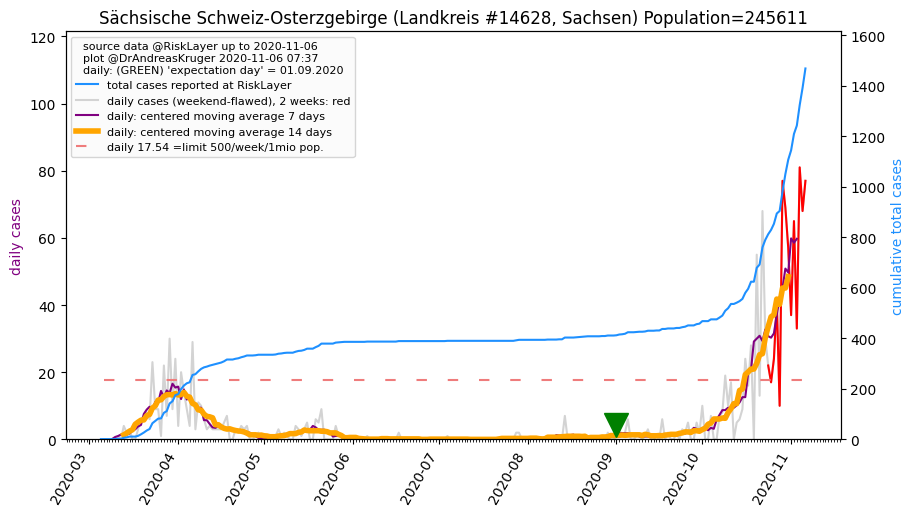 Sächsische Schweiz-Osterzgebirge (Landkreis #14628, Sachsen) Population=245611
source data @RiskLayer up to 2020-11-06
plot @DrAndreasKruger 2020-11-06 07:37
daily: (GREEN) 'expectation day' = 01.09.2020
total cases reported at RiskLayer
daily cases (weekend-flawed), 2 weeks: red
daily: centered moving average 7 days
daily: centered moving average 14 days
daily 17.54 =limit 500/week/1mio pop.
daily cases
120
100
80
60
40
20
0
cumulative total cases
1600
1400
1200
1000
800
600
400
200
0
2020-03
2020-04
2020-05
2020-06
2020-07
2020-08
2020-09
2020-10
2020-11